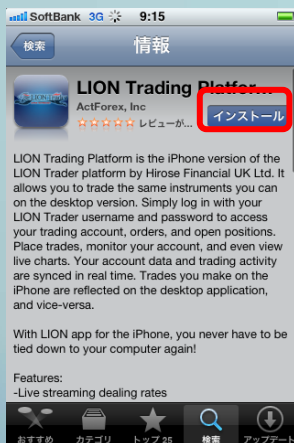 SoftBank 3G 9:15
検索 情報
LION Trading Platfor...
ActForex, Inc
レビューが...
インストール
LION Trading Platform is the iPhone version of the
LION Trader platform by Hirose Financial UK Ltd. It
allows you to trade the same instruments you can
on the desktop version. Simply log in with your
LION Trader username and password to access
your trading account, orders, and open positions.
Place trades, monitor your account, and even view
live charts. Your account data and trading activity
are synced in real time. Trades you make on the
iPhone are reflected on the desktop application,
and vice-versa.
With LION app for the iPhone, you never have to be
tied down to your computer again!
Features:
-Live streaming dealing rates
おすすめ カテゴリ トップ 25 検索 アップデート